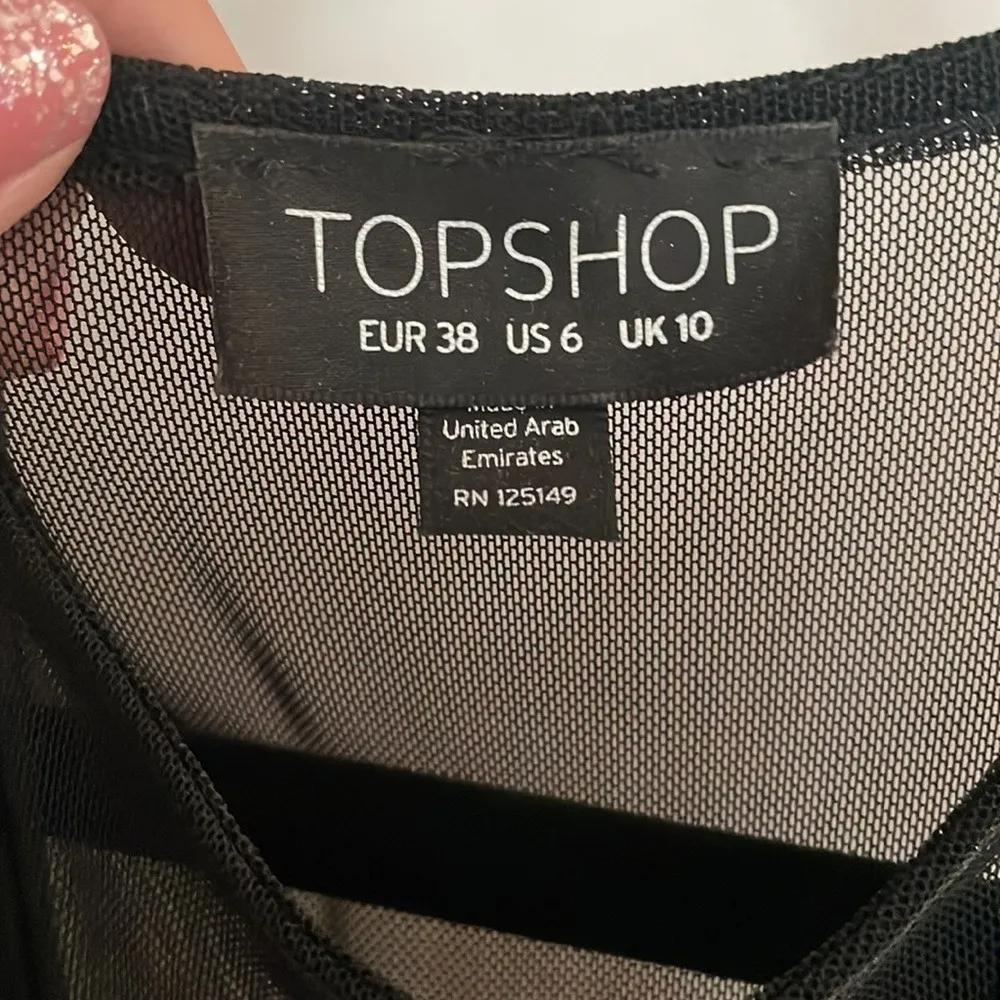 TOPSHOP
EUR 38 US 6 UK 10
United Arab
Emirates
RN 125149